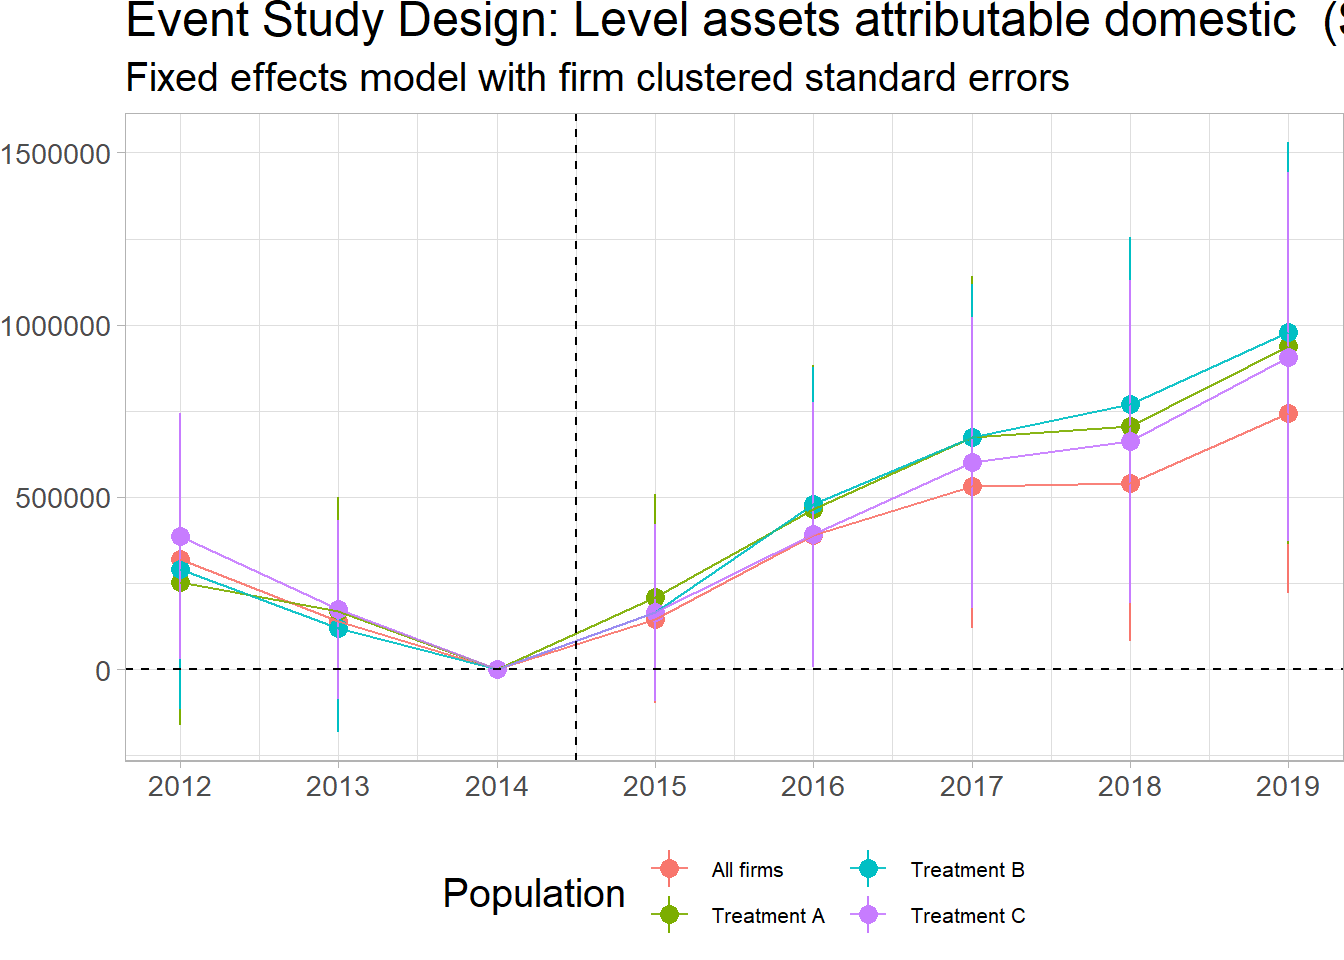 Event Study Design: Level assets attributable domestic (
Fixed effects model with firm clustered standard errors
1500000
1000000
500000
0
2012 2013 2014 2015 2016 2017 2018 2019
Population
All firms
Treatment B
Treatment A
Treatment C